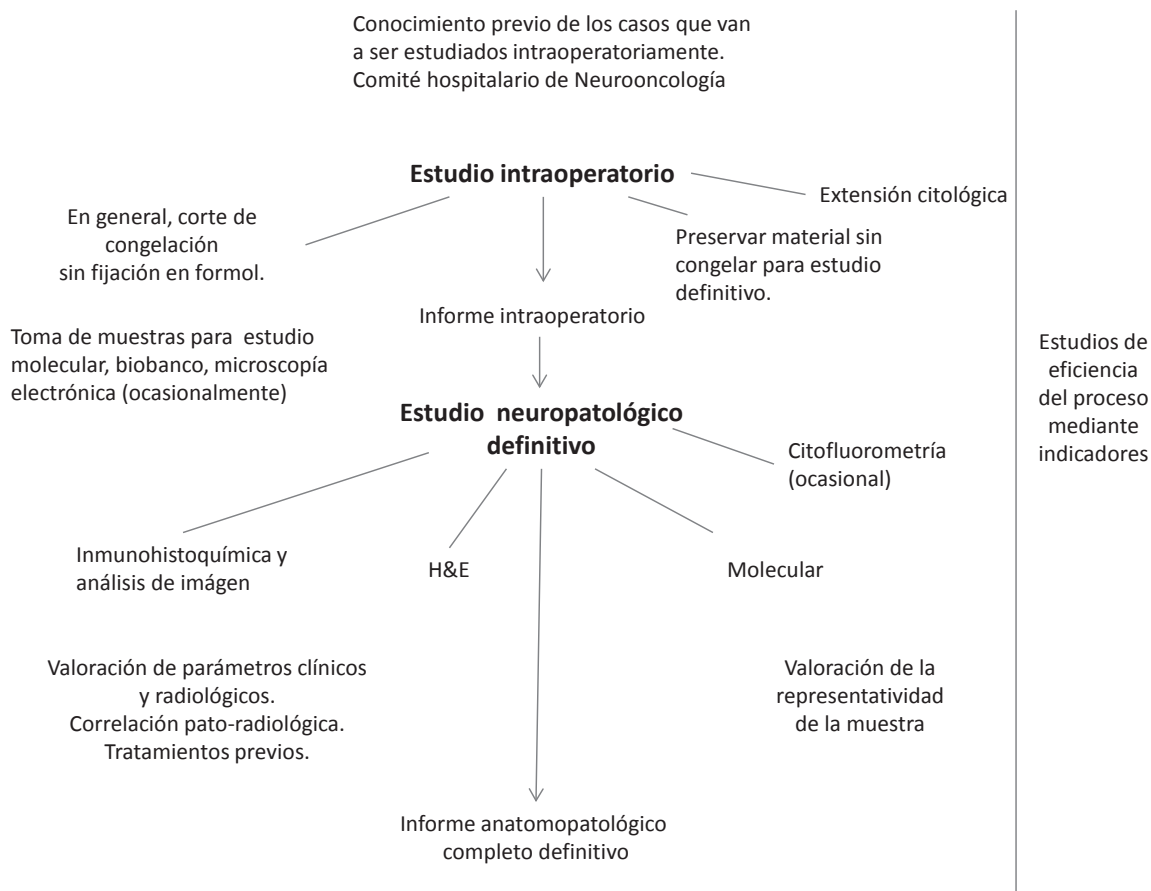 Conocimiento previo de los casos que van
a ser estudiados intraoperatoriamente.
Comité hospitalario de Neurooncología
Estudio intraoperatorio
Extensión citológica
En general, corte de
congelación
sin fijación en formol.
Preservar material sin
congelar para estudio
definitivo.
Informe intraoperatorio
Toma de muestras para estudio
molecular, biobanco, microscopía
electrónica (ocasionalmente)
Estudio neuropatológico
definitivo
Citofluorometría
(ocasional)
Inmunohistoquímica y
análisis de imágen
H&E
Molecular
Valoración de parámetros clínicos
y radiológicos.
Correlación pato-radiológica.
Tratamientos previos.
Valoración de la
representatividad
de la muestra
Informe anatomopatológico
completo definitivo
Estudios de
eficiencia
del proceso
mediante
indicadores